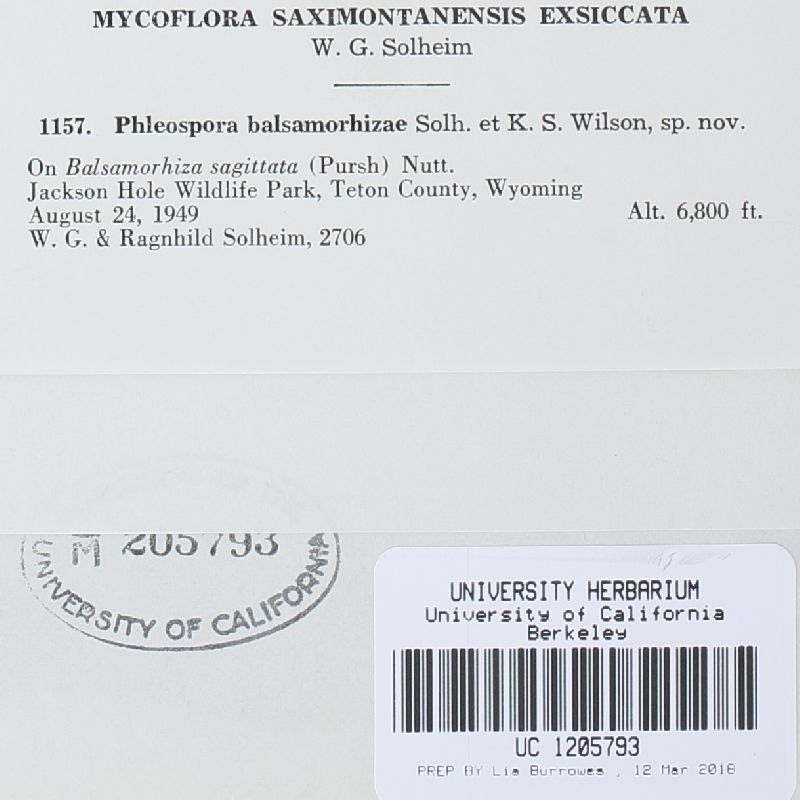 MYCOFLORA SAXIMONTANENSIS EXSICCATA
W. G. Solheim
1157. Phleospora balsamorhizae Solh. et K. S. Wilson, sp. nov.
On Balsamorhiza sagittata (Pursh) Nutt.
Jackson Hole Wildlife Park, Teton County, Wyoming
August 24, 1949 Alt. 6,800 ft.
W. G. & Ragnhild Solheim, 2706
M 205793
UNIVERSITY OF CALIFORNIA
UNIVERSITY HERBARIUM
University of California
Berkeley
UC 1205793
PREP BY Lia Burrowes , 12 Mar 2018